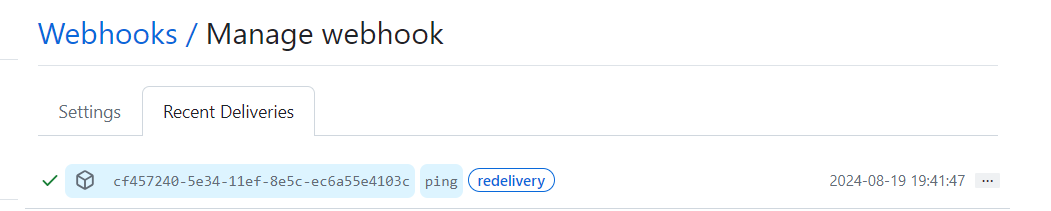 Webhooks / Manage webhook
Settings Recent Deliveries
cf457240-5e34-11ef-8e5c-ec6a55e4103c ping redelivery 2024-08-19 19:41:47 ...